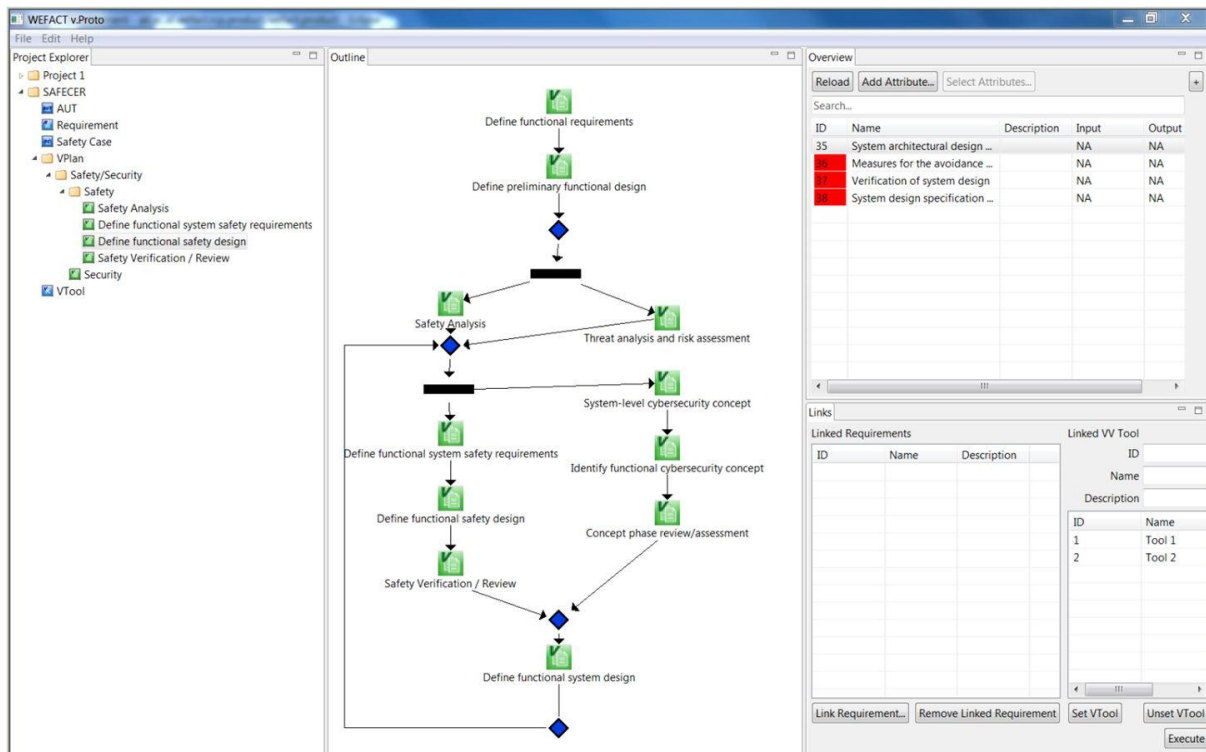 WEFACT v.Proto
File Edit Help
Project Explorer
Project 1
SAFECER
AUT
Requirement
Safety Case
VPlan
Safety/Security
Safety
Safety Analysis
Define functional system safety requirements
Define functional safety design
Safety Verification / Review
Security
VTool
Outline
Define functional requirements
Define preliminary functional design
Safety Analysis
Threat analysis and risk assessment
System-level cybersecurity concept
Define functional system safety requirements
Identify functional cybersecurity concept
Define functional safety design
Concept phase review/assessment
Safety Verification / Review
Define functional system design
Overview
Reload Add Attribute... Select Attributes... +
Search...
ID Name Description Input Output
35 System architectural design ... NA NA
36 Measures for the avoidance ... NA NA
37 Verification of system design NA NA
38 System design specification ... NA NA
Links
Linked Requirements
ID Name Description
Link Requirement... Remove Linked Requirement
Linked VV Tool
ID
Name
Description
ID Name
1 Tool 1
2 Tool 2
Set VTool Unset VTool
Execute